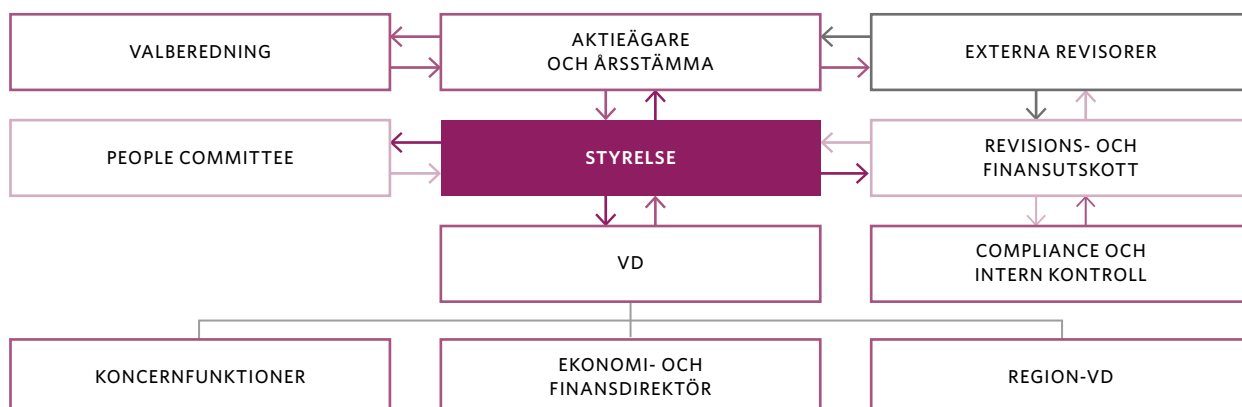 VALBEREDNING
AKTIEÄGARE
OCH ÅRSSTÄMMA
EXTERNA REVISORER
PEOPLE COMMITTEE
STYRELSE
REVISIONS- OCH
FINANSUTSKOTT
VD
COMPLIANCE OCH
INTERN KONTROLL
KONCERNFUNKTIONER
EKONOMI- OCH
FINANSDIREKTÖR
REGION-VD